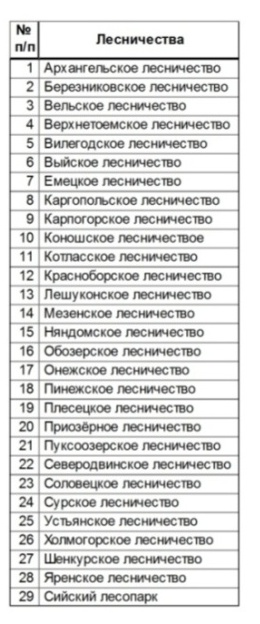 № п/п Лесничества
1 Архангельское лесничество
2 Березниковское лесничество
3 Вельское лесничество
4 Верхнетоемское лесничество
5 Вилегодское лесничество
6 Выйское лесничество
7 Емецкое лесничество
8 Каргопольское лесничество
9 Карпогорское лесничество
10 Коношское лесничествое
11 Котласское лесничество
12 Красноборское лесничество
13 Лешуконское лесничество
14 Мезенское лесничество
15 Няндомское лесничество
16 Обозерское лесничество
17 Онежское лесничество
18 Пинежское лесничество
19 Плесецкое лесничество
20 Приозёрное лесничество
21 Пуксоозерское лесничество
22 Северодвинское лесничество
23 Соловецкое лесничество
24 Сурское лесничество
25 Устьянское лесничество
26 Холмогорское лесничество
27 Шенкурское лесничество
28 Яренское лесничество
29 Сийский лесопарк